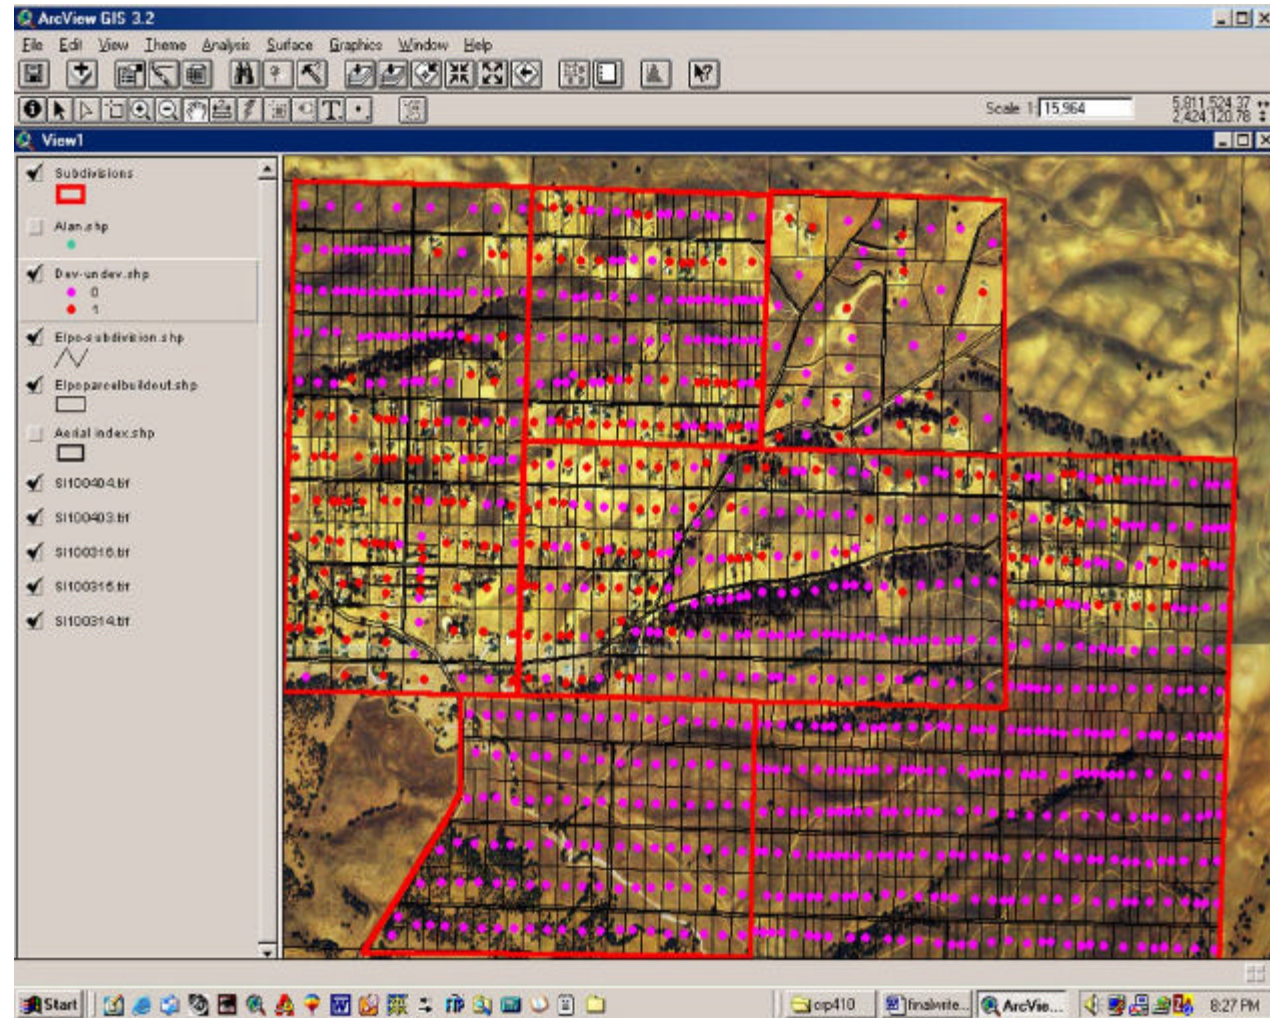 ArcView GIS 3.2
File Edit View Theme Analysis Surface Graphics Window Help
Scale 1: 15,964
5,811,524.37
2,424,120.78
View1
Subdivisions
Alan.shp
Dev-undev.shp
0
1
Elpo-subdivision.shp
Elpoparcelbuildout.shp
Aerial index.shp
SI100404.tif
SI100403.tif
SI100316.tif
SI100315.tif
SI100314.tif
Start
crp410
finalwrite...
ArcVie...
8:27 PM